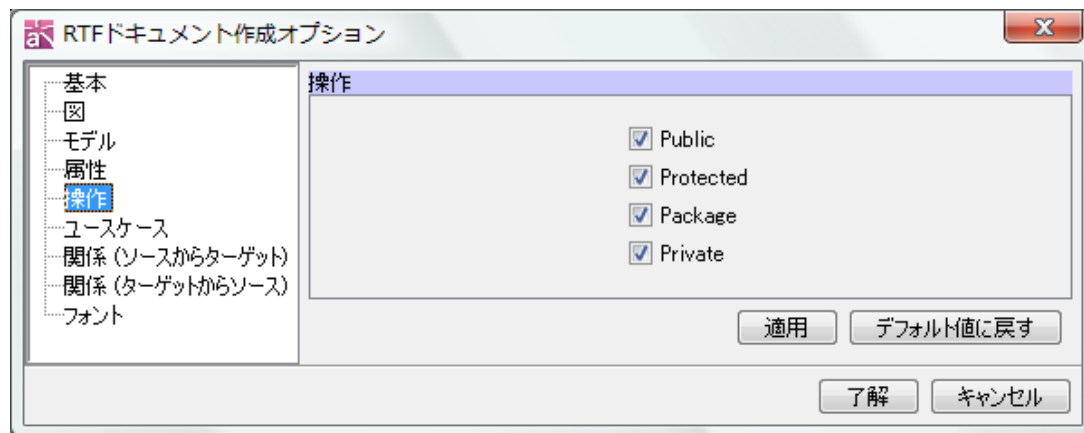 RTFドキュメント作成オプション
基本
図
モデル
属性
操作
ユースケース
関係 (ソースからターゲット)
関係 (ターゲットからソース)
フォント
操作
Public
Protected
Package
Private
適用
デフォルト値に戻す
了解
キャンセル